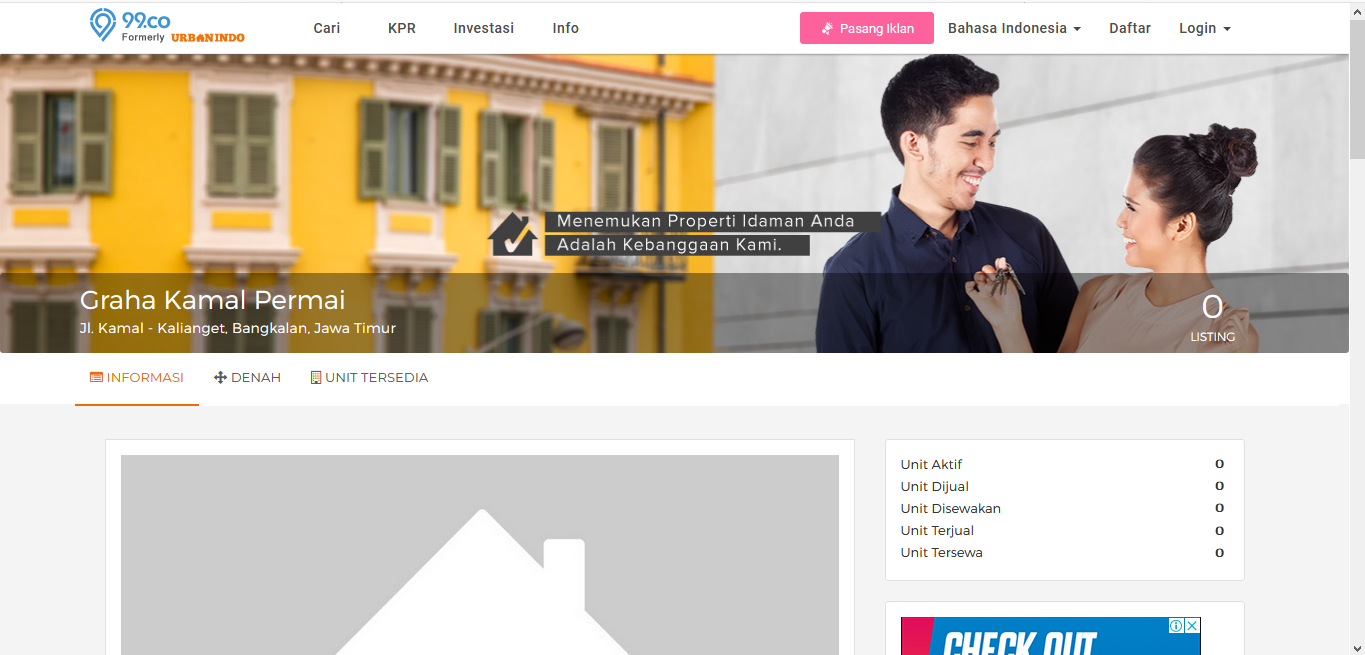 99.co
Formerly URBANINDO
Cari KPR Investasi Info Pasang Iklan Bahasa Indonesia Daftar Login
Menemukan Properti Idaman Anda
Adalah Kebanggaan Kami.
Graha Kamal Permai
Jl. Kamal - Kalianget, Bangkalan, Jawa Timur
0
LISTING
INFORMASI DENAH UNIT TERSEDIA
Unit Aktif 0
Unit Dijual 0
Unit Disewakan 0
Unit Terjual 0
Unit Tersewa 0
CHECK OUT